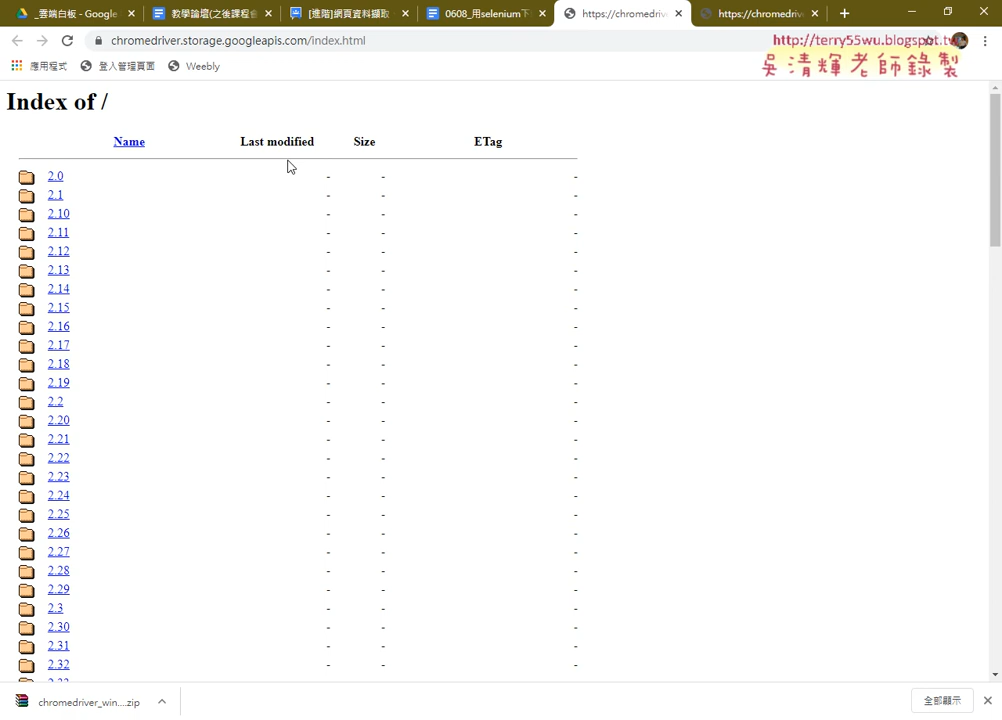 _雲端白板 - Google
教學論壇(之後課程會
[進階]網頁資料擷取
0608_用selenium下
https://chromedriv
https://chromedriv
chromedriver.storage.googleapis.com/index.html
http://terry55wu.blogspot.tw
應用程式
登入管理頁面
Weebly
吳清輝老師錄製
Index of /
Name Last modified Size ETag
2.0 - - -
2.1 - - -
2.10 - - -
2.11 - - -
2.12 - - -
2.13 - - -
2.14 - - -
2.15 - - -
2.16 - - -
2.17 - - -
2.18 - - -
2.19 - - -
2.2 - - -
2.20 - - -
2.21 - - -
2.22 - - -
2.23 - - -
2.24 - - -
2.25 - - -
2.26 - - -
2.27 - - -
2.28 - - -
2.29 - - -
2.3 - - -
2.30 - - -
2.31 - - -
2.32 - - -
chromedriver_win....zip
全部顯示